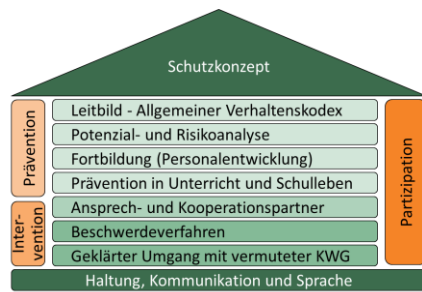 Schutzkonzept
Prävention
Inter-
vention
Leitbild - Allgemeiner Verhaltenskodex
Potenzial- und Risikoanalyse
Fortbildung (Personalentwicklung)
Prävention in Unterricht und Schulleben
Ansprech- und Kooperationspartner
Beschwerdeverfahren
Geklärter Umgang mit vermuteter KWG
Partizipation
Haltung, Kommunikation und Sprache